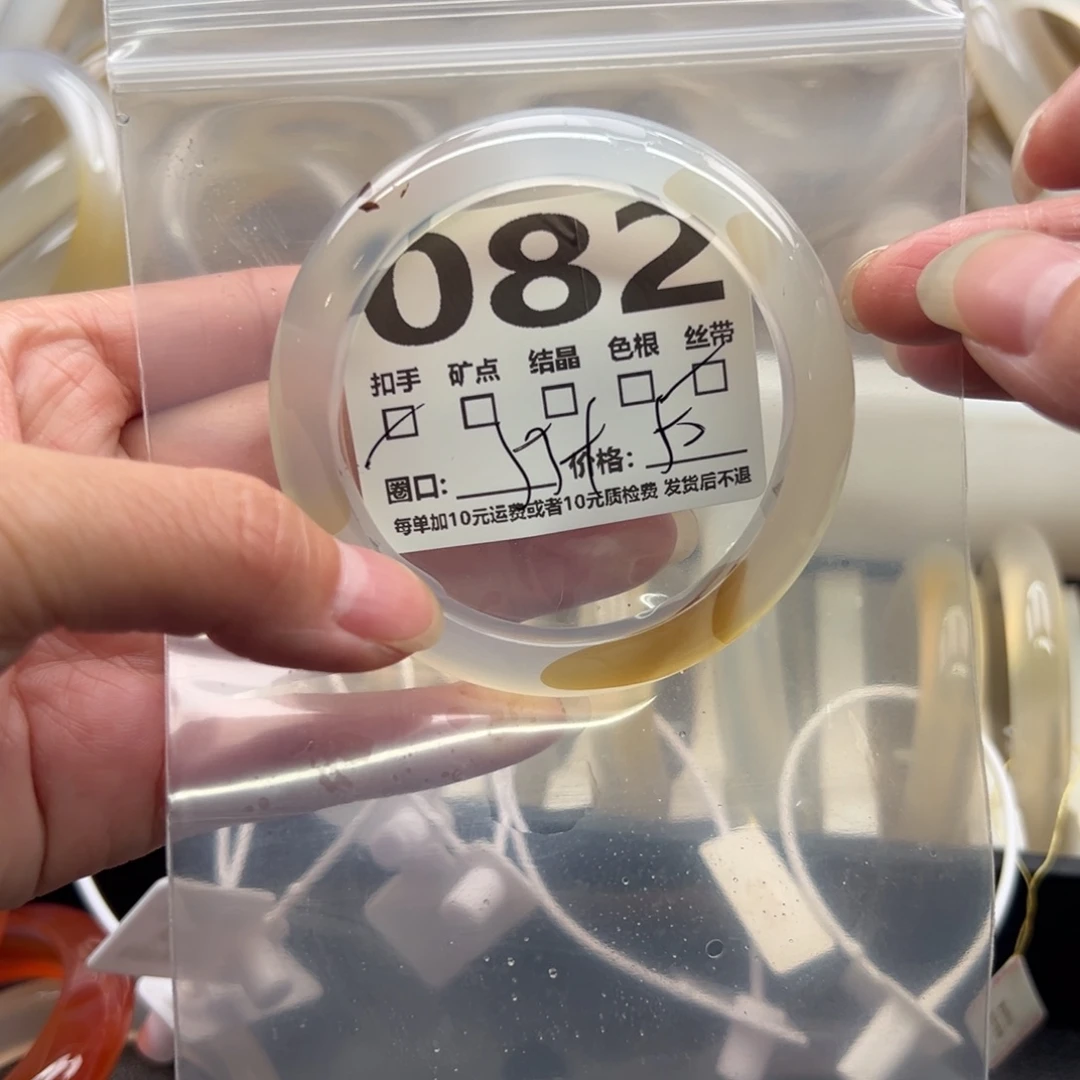 082
扣手 矿点 结晶 色根 丝带
圈口: 价格:
每单加10元运费或者10元质检费 发货后不退